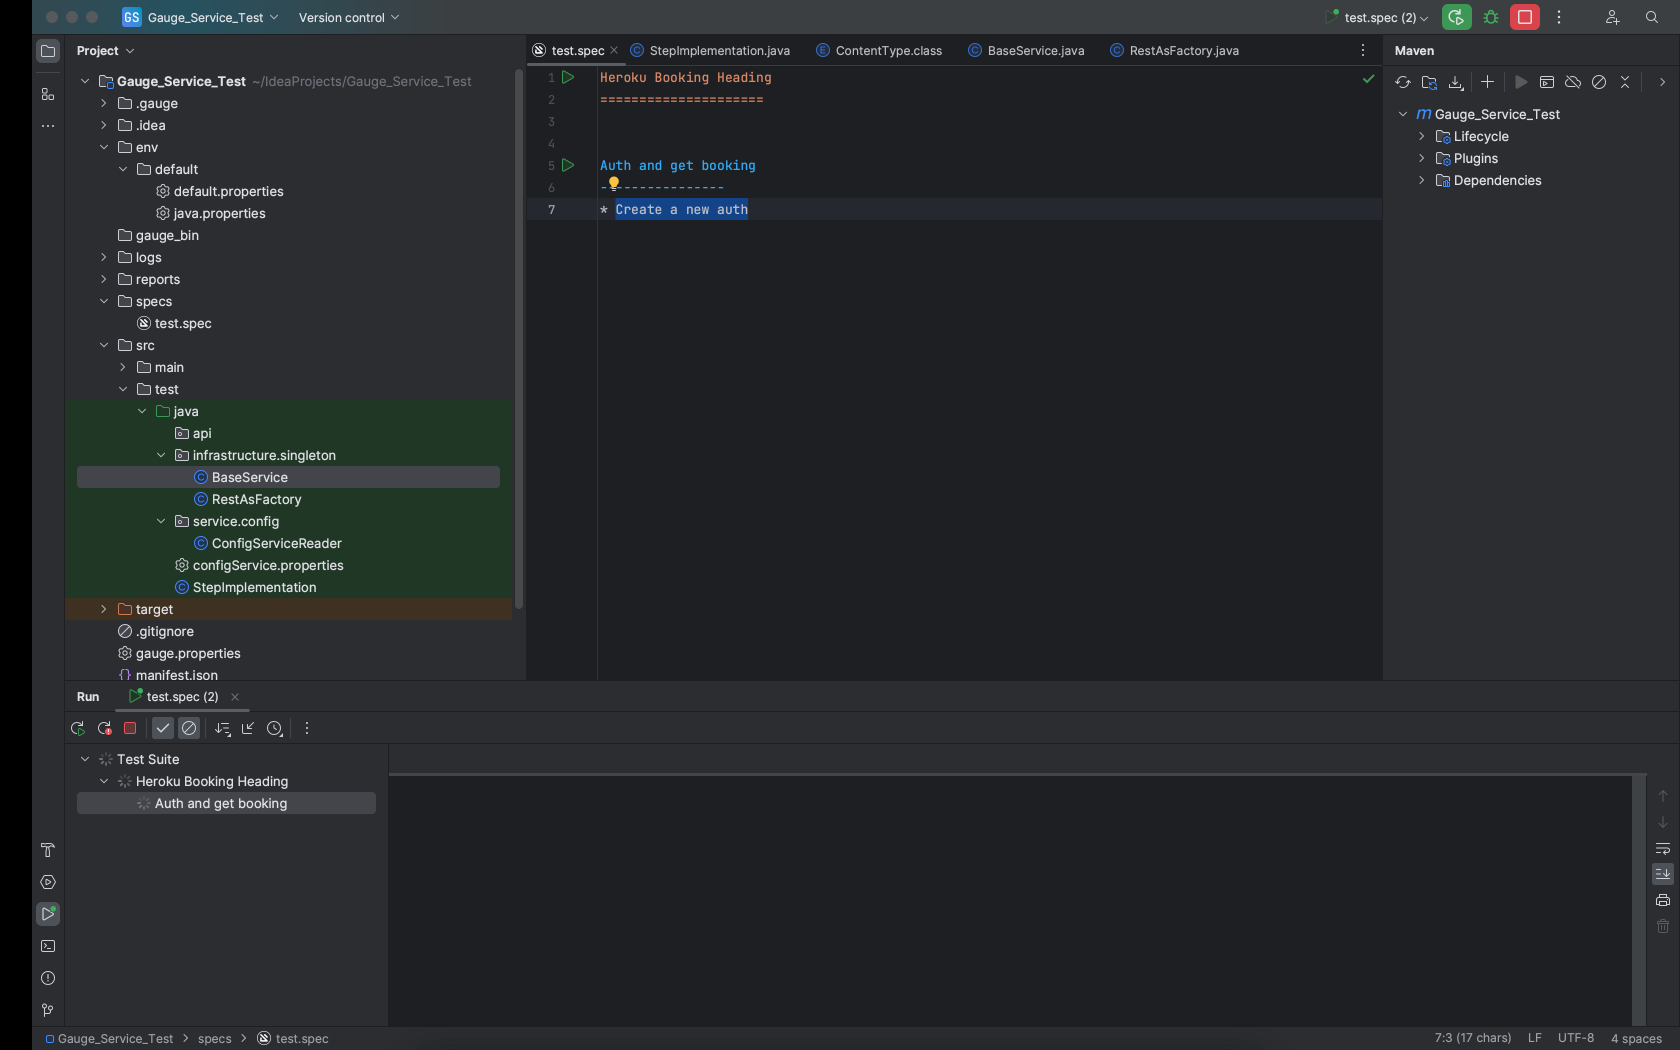 GS Gauge_Service_Test Version control test.spec (2)
Project
Gauge_Service_Test ~/IdeaProjects/Gauge_Service_Test
.gauge
.idea
env
default
default.properties
java.properties
gauge_bin
logs
reports
specs
test.spec
src
main
test
java
api
infrastructure.singleton
BaseService
RestAsFactory
service.config
ConfigServiceReader
configService.properties
StepImplementation
target
.gitignore
gauge.properties
manifest.json
test.spec StepImplementation.java ContentType.class BaseService.java RestAsFactory.java
1 Heroku Booking Heading
2 =====================
3
4
5 Auth and get booking
6 ----------------
7 * Create a new auth
Maven
Gauge_Service_Test
Lifecycle
Plugins
Dependencies
Run test.spec (2)
Test Suite
Heroku Booking Heading
Auth and get booking
Gauge_Service_Test > specs > test.spec 7:3 (17 chars) LF UTF-8 4 spaces